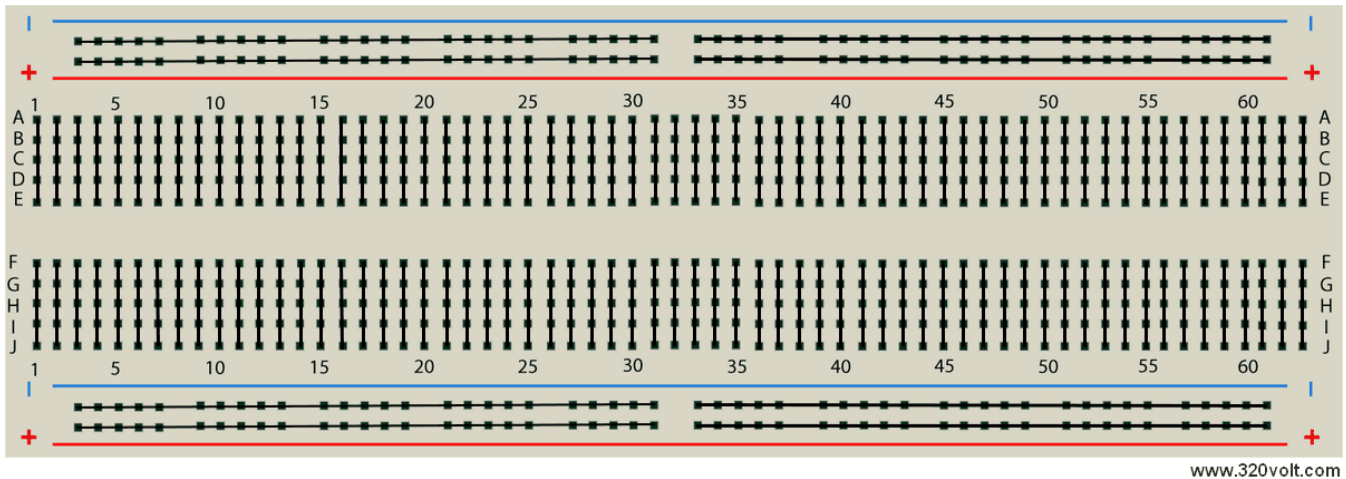 | |
+ +
1 5 10 15 20 25 30 35 40 45 50 55 60
A A
B B
C C
D D
E E
F F
G G
H H
I I
J J
1 5 10 15 20 25 30 35 40 45 50 55 60
| |
+ +
www.320volt.com